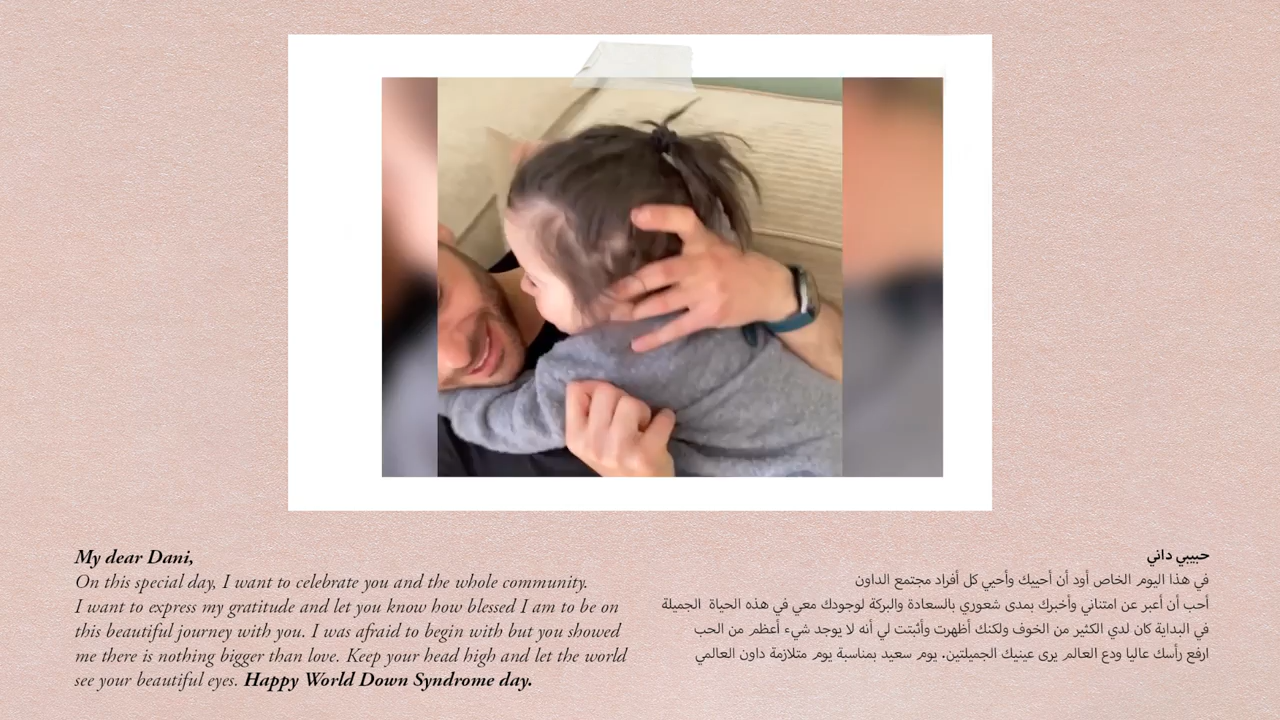 My dear Dani,
On this special day, I want to celebrate you and the whole community.
I want to express my gratitude and let you know how blessed I am to be on
this beautiful journey with you. I was afraid to begin with but you showed
me there is nothing bigger than love. Keep your head high and let the world
see your beautiful eyes. Happy World Down Syndrome day.
حبيبي داني
في هذا اليوم الخاص أود أن أحييك وأحيي كل أفراد مجتمع الداون
أحب أن أعبر عن امتناني وأخبرك بمدى شعوري بالسعادة والبركة لوجودك معي في هذه الحياة الجميلة
في البداية كان لدي الكثير من الخوف ولكنك أظهرت وأثبتت لي أنه لا يوجد شيء أعظم من الحب
ارفع رأسك عاليا ودع العالم يرى عينيك الجميلتين. يوم سعيد بمناسبة يوم متلازمة داون العالمي